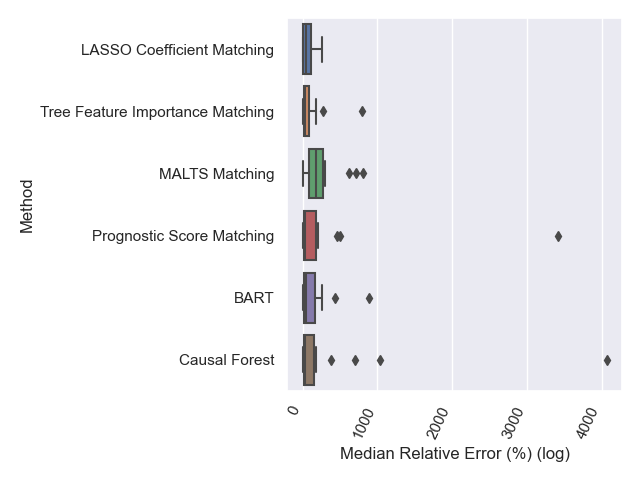 LASSO Coefficient Matching
Tree Feature Importance Matching
MALTS Matching
Prognostic Score Matching
BART
Causal Forest
Method
0
1000
2000
3000
4000
Median Relative Error (%) (log)